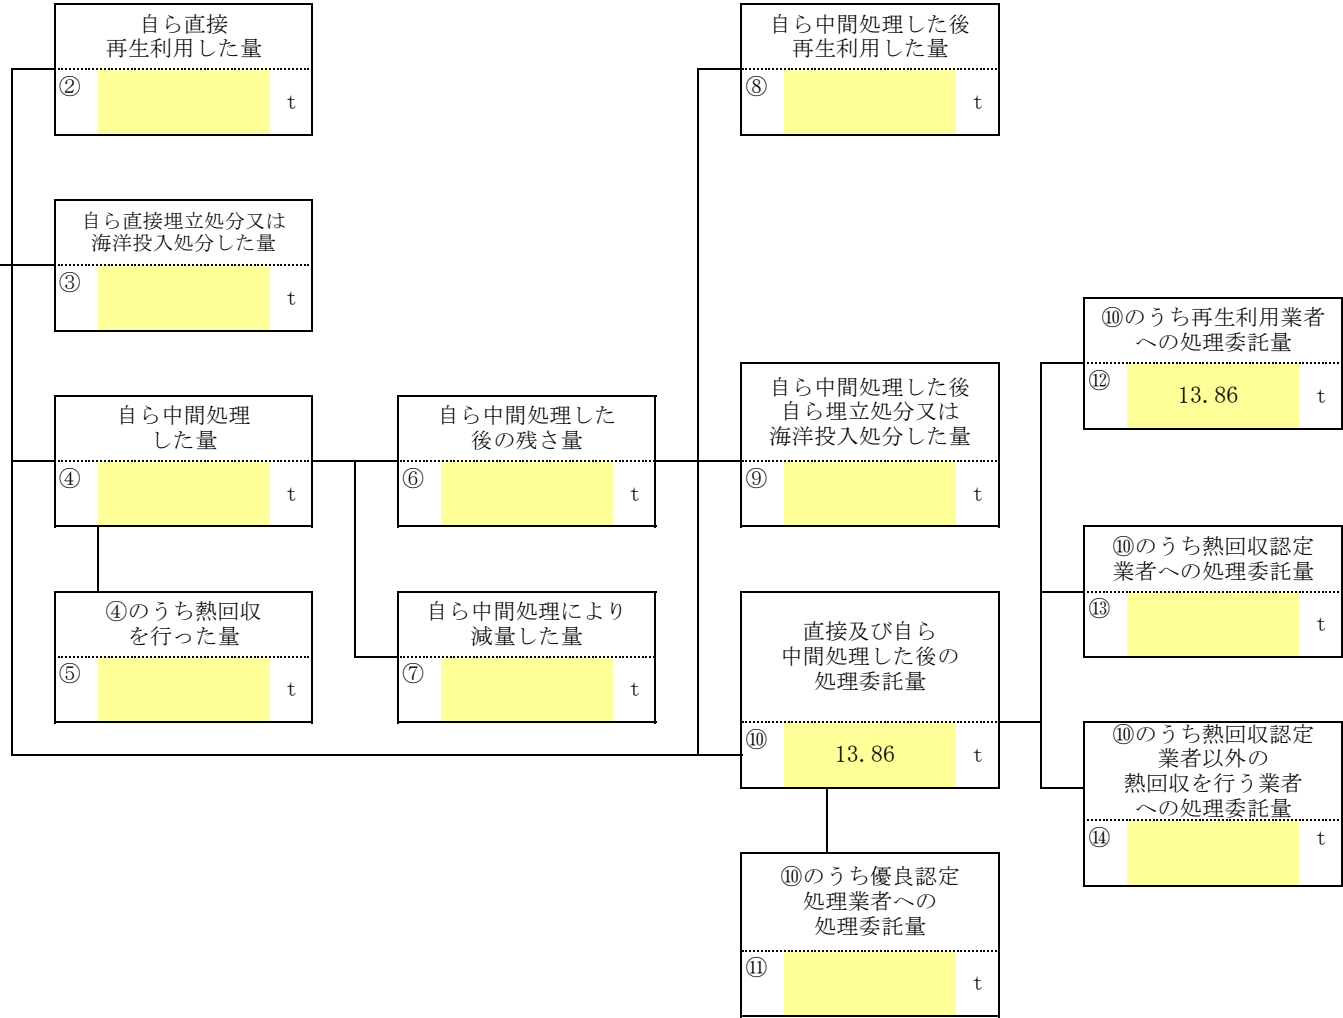 自ら直接
再生利用した量
②
t
自ら中間処理した後
再生利用した量
⑧
t
自ら直接埋立処分又は
海洋投入処分した量
③
t
⑩のうち再生利用業者
への処理委託量
⑫
13.86
t
自ら中間処理
した量
④
t
自ら中間処理した
後の残さ量
⑥
t
自ら中間処理した後
自ら埋立処分又は
海洋投入処分した量
⑨
t
⑩のうち熱回収認定
業者への処理委託量
⑬
t
④のうち熱回収
を行った量
⑤
t
自ら中間処理により
減量した量
⑦
t
直接及び自ら
中間処理した後の
処理委託量
⑩
13.86
t
⑩のうち熱回収認定
業者以外の
熱回収を行う業者
への処理委託量
⑭
t
⑩のうち優良認定
処理業者への
処理委託量
⑪
t